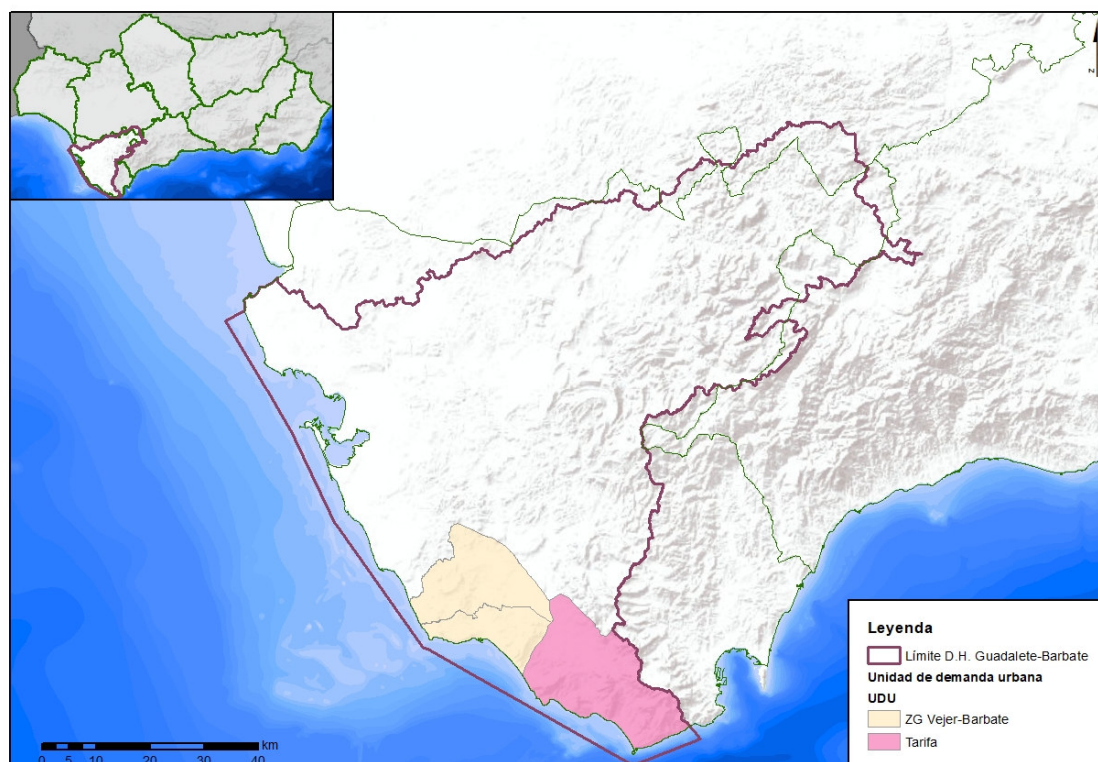 N
Leyenda
Límite D.H. Guadalete-Barbate
Unidad de demanda urbana
UDU
ZG Vejer-Barbate
Tarifa
km
0 5 10 20 30 40